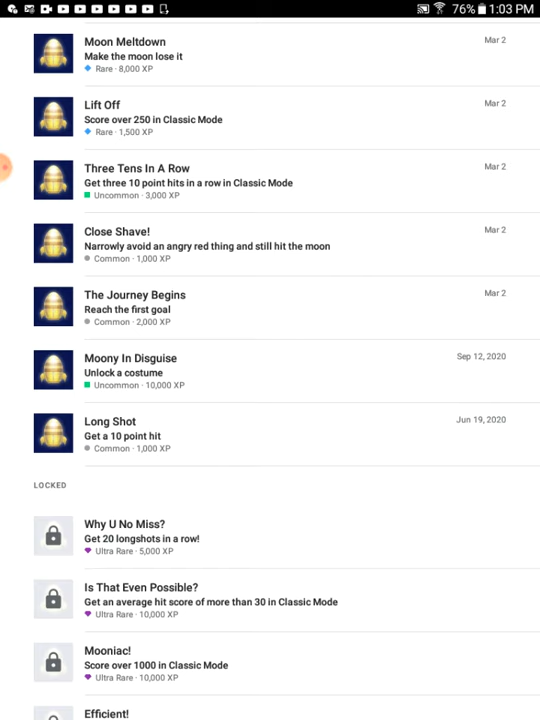 76% 1:03 PM
Moon Meltdown
Mar 2
Make the moon lose it
Rare · 8,000 XP
Lift Off
Mar 2
Score over 250 in Classic Mode
Rare · 1,500 XP
Three Tens In A Row
Mar 2
Get three 10 point hits in a row in Classic Mode
Uncommon · 3,000 XP
Close Shave!
Mar 2
Narrowly avoid an angry red thing and still hit the moon
Common · 1,000 XP
The Journey Begins
Mar 2
Reach the first goal
Common · 2,000 XP
Moony In Disguise
Sep 12, 2020
Unlock a costume
Uncommon · 10,000 XP
Long Shot
Jun 19, 2020
Get a 10 point hit
Common · 1,000 XP
LOCKED
Why U No Miss?
Get 20 longshots in a row!
Ultra Rare · 5,000 XP
Is That Even Possible?
Get an average hit score of more than 30 in Classic Mode
Ultra Rare · 10,000 XP
Mooniac!
Score over 1000 in Classic Mode
Ultra Rare · 10,000 XP
Efficient!